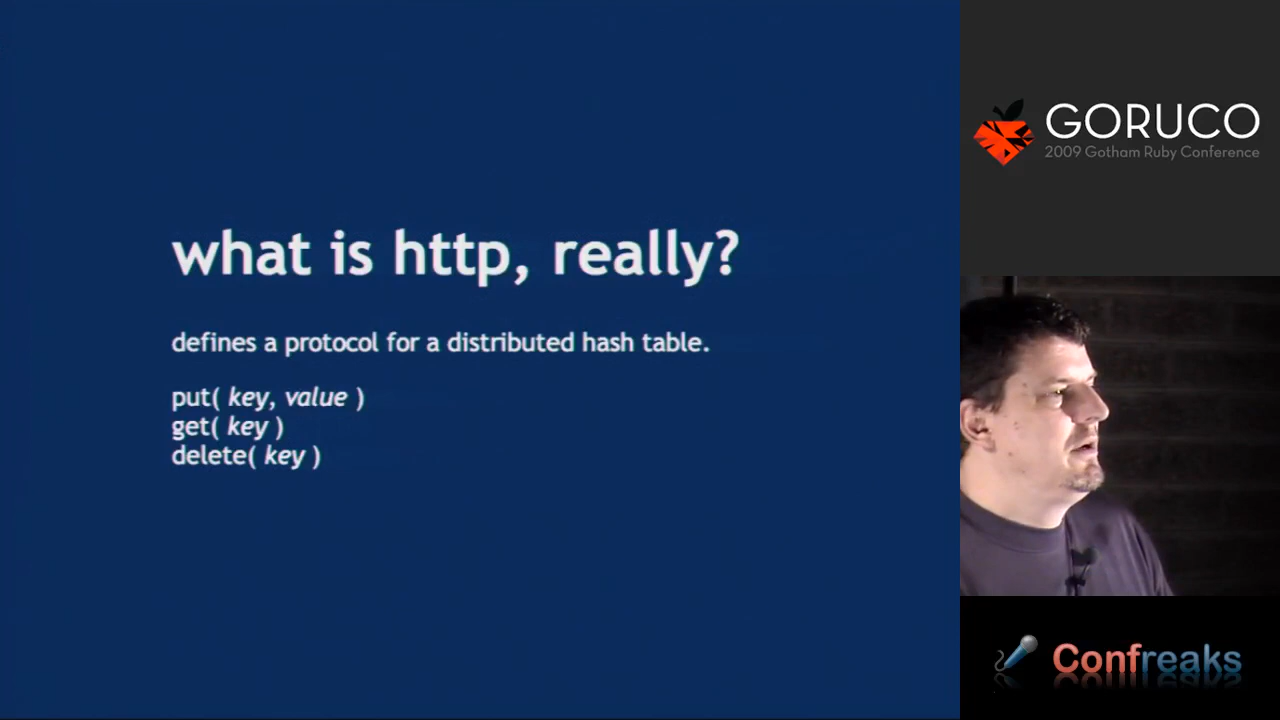 what is http, really?
defines a protocol for a distributed hash table.
put( key, value )
get( key )
delete( key )
GORUCO
2009 Gotham Ruby Conference
Confreaks